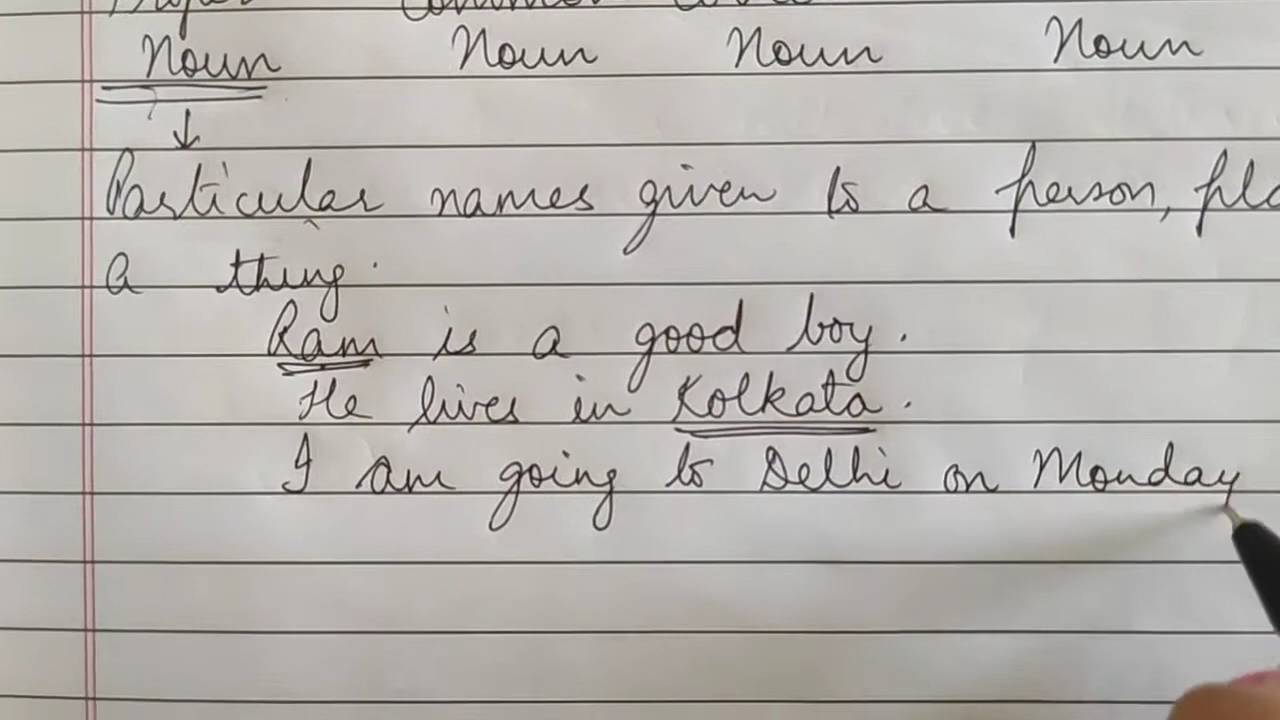 Noun Noun Noun Noun
Particular names given to a person,
a thing.
Ram is a good boy.
He lives in Kolkata.
I am going to Delhi on Monday